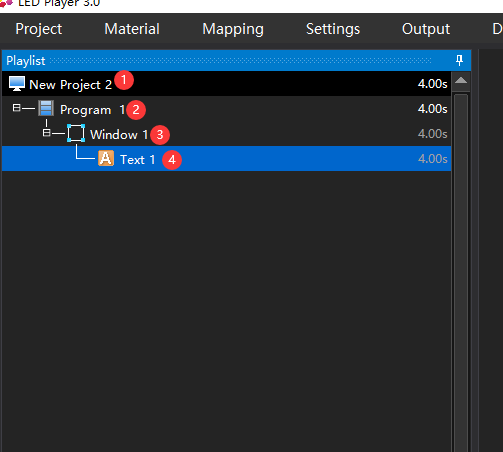 LED Player 3.0
Project Material Mapping Settings Output D
Playlist
New Project 2 1 4.00s
Program 1 2 4.00s
Window 1 3 4.00s
A Text 1 4 4.00s